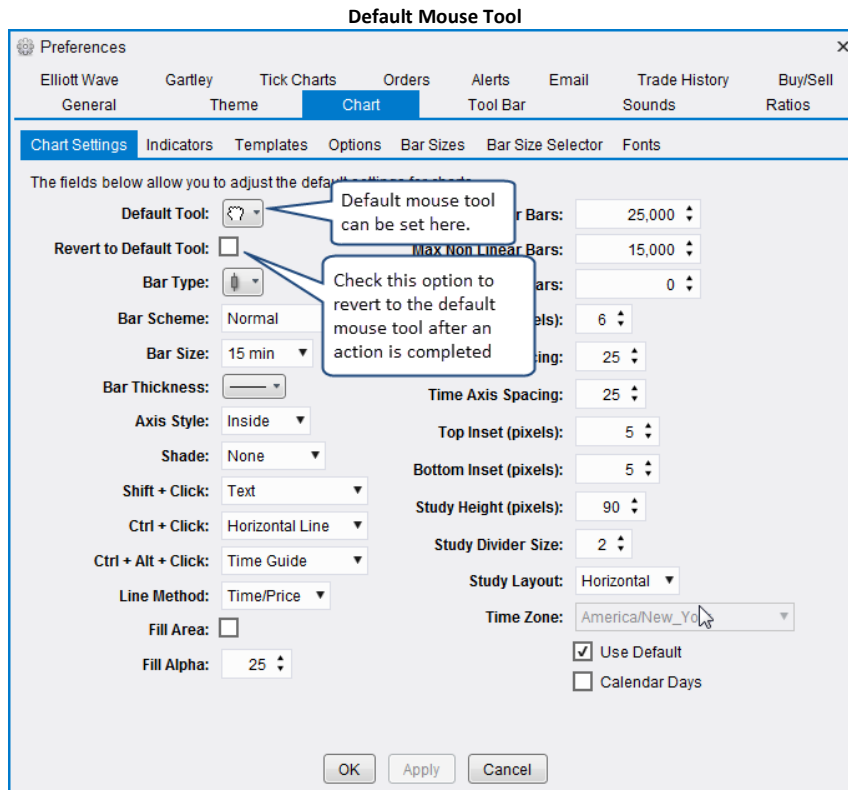 Default Mouse Tool
Preferences
Elliott Wave Gartley Tick Charts Orders Alerts Email Trade History Buy/Sell
General Theme Chart Tool Bar Sounds Ratios
Chart Settings Indicators Templates Options Bar Sizes Bar Size Selector Fonts
The fields below allow you to adjust the default settings for charts
Default Tool:
Default mouse tool
can be set here.
r Bars: 25,000
Revert to Default Tool:
Max Non Linear Bars: 15,000
Bar Type:
Check this option to
revert to the default
mouse tool after an
action is completed
ars: 0
Bar Scheme: Normal
els): 6
Bar Size: 15 min
cing: 25
Bar Thickness:
Time Axis Spacing: 25
Axis Style: Inside
Top Inset (pixels): 5
Shade: None
Bottom Inset (pixels): 5
Shift + Click: Text
Study Height (pixels): 90
Ctrl + Click: Horizontal Line
Study Divider Size: 2
Ctrl + Alt + Click: Time Guide
Study Layout: Horizontal
Line Method: Time/Price
Time Zone: America/New_Yo
Fill Area:
Use Default
Fill Alpha: 25
Calendar Days
OK Apply Cancel